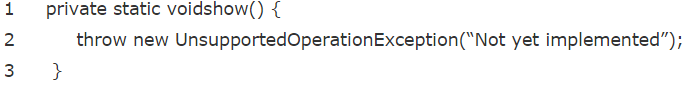 1 private static voidshow() {
2 throw new UnsupportedOperationException(“Not yet implemented”);
3 }